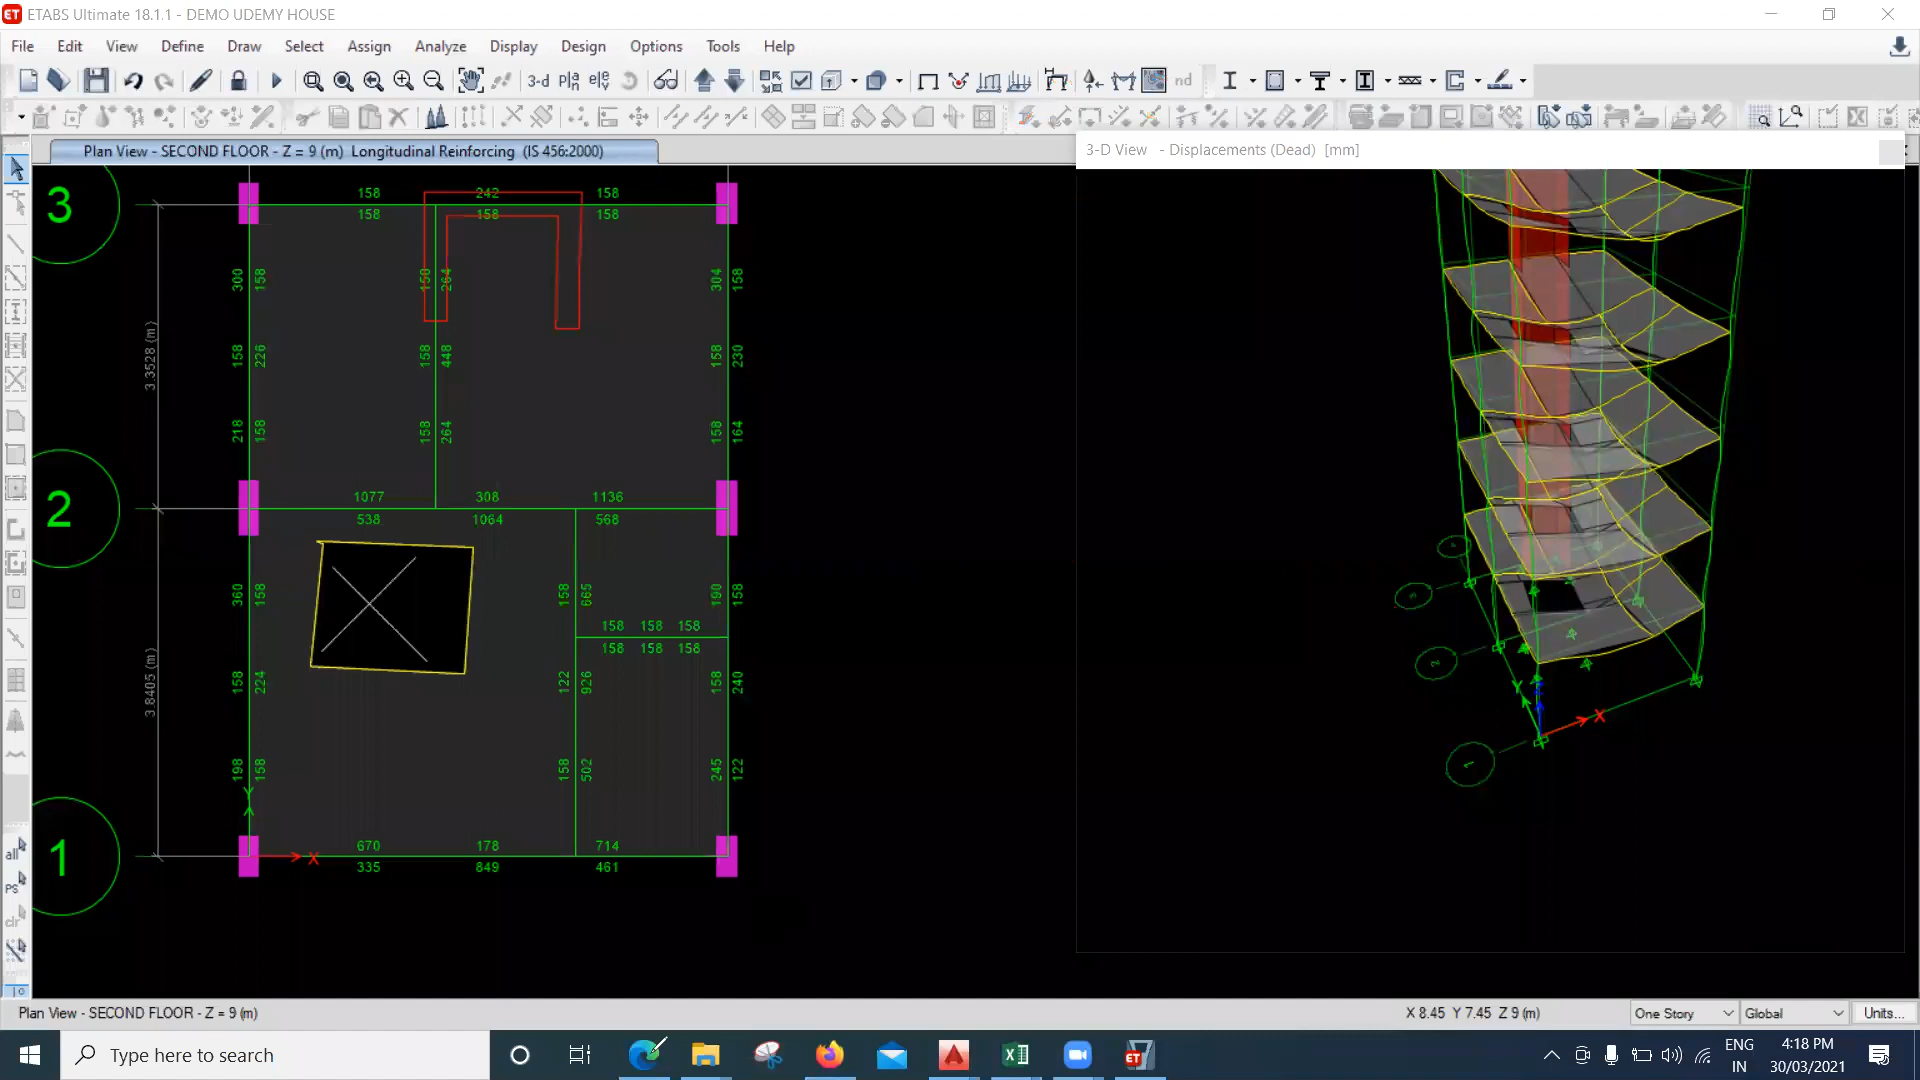 ETABS Ultimate 18.1.1 - DEMO UDEMY HOUSE
File Edit View Define Draw Select Assign Analyze Display Design Options Tools Help
3-d
nd
Plan View - SECOND FLOOR - Z = 9 (m) Longitudinal Reinforcing (IS 456:2000)
3-D View - Displacements (Dead) [mm]
3
158 242 158
158 158 158
300 158 264 304 158
3.3528 (m)
158 226 158 448 158 230
218 158 158 264 158 164
2
1077 308 1136
538 1064 568
360 158 158 665 190 158
158 158 158
158 158 158
3.8405 (m)
158 224 122 926 158 240
198 158 158 502 245 122
Y
670 178 714
1
X
335 849 461
2
Y
X
all
ps
clr
Plan View - SECOND FLOOR - Z = 9 (m)
X 8.45 Y 7.45 Z 9 (m)
One Story
Global
Units...
Type here to search
ET
ENG
IN
4:18 PM
30/03/2021